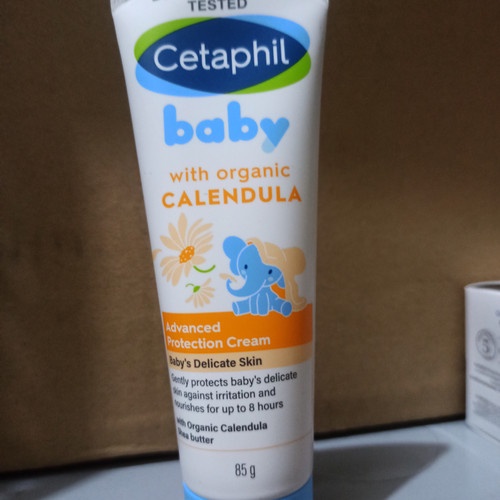 TESTED
Cetaphil
baby
with organic
CALENDULA
Advanced
Protection Cream
Baby's Delicate Skin
Gently protects baby's delicate
skin against irritation and
nourishes for up to 8 hours
with Organic Calendula
Shea butter
85 g